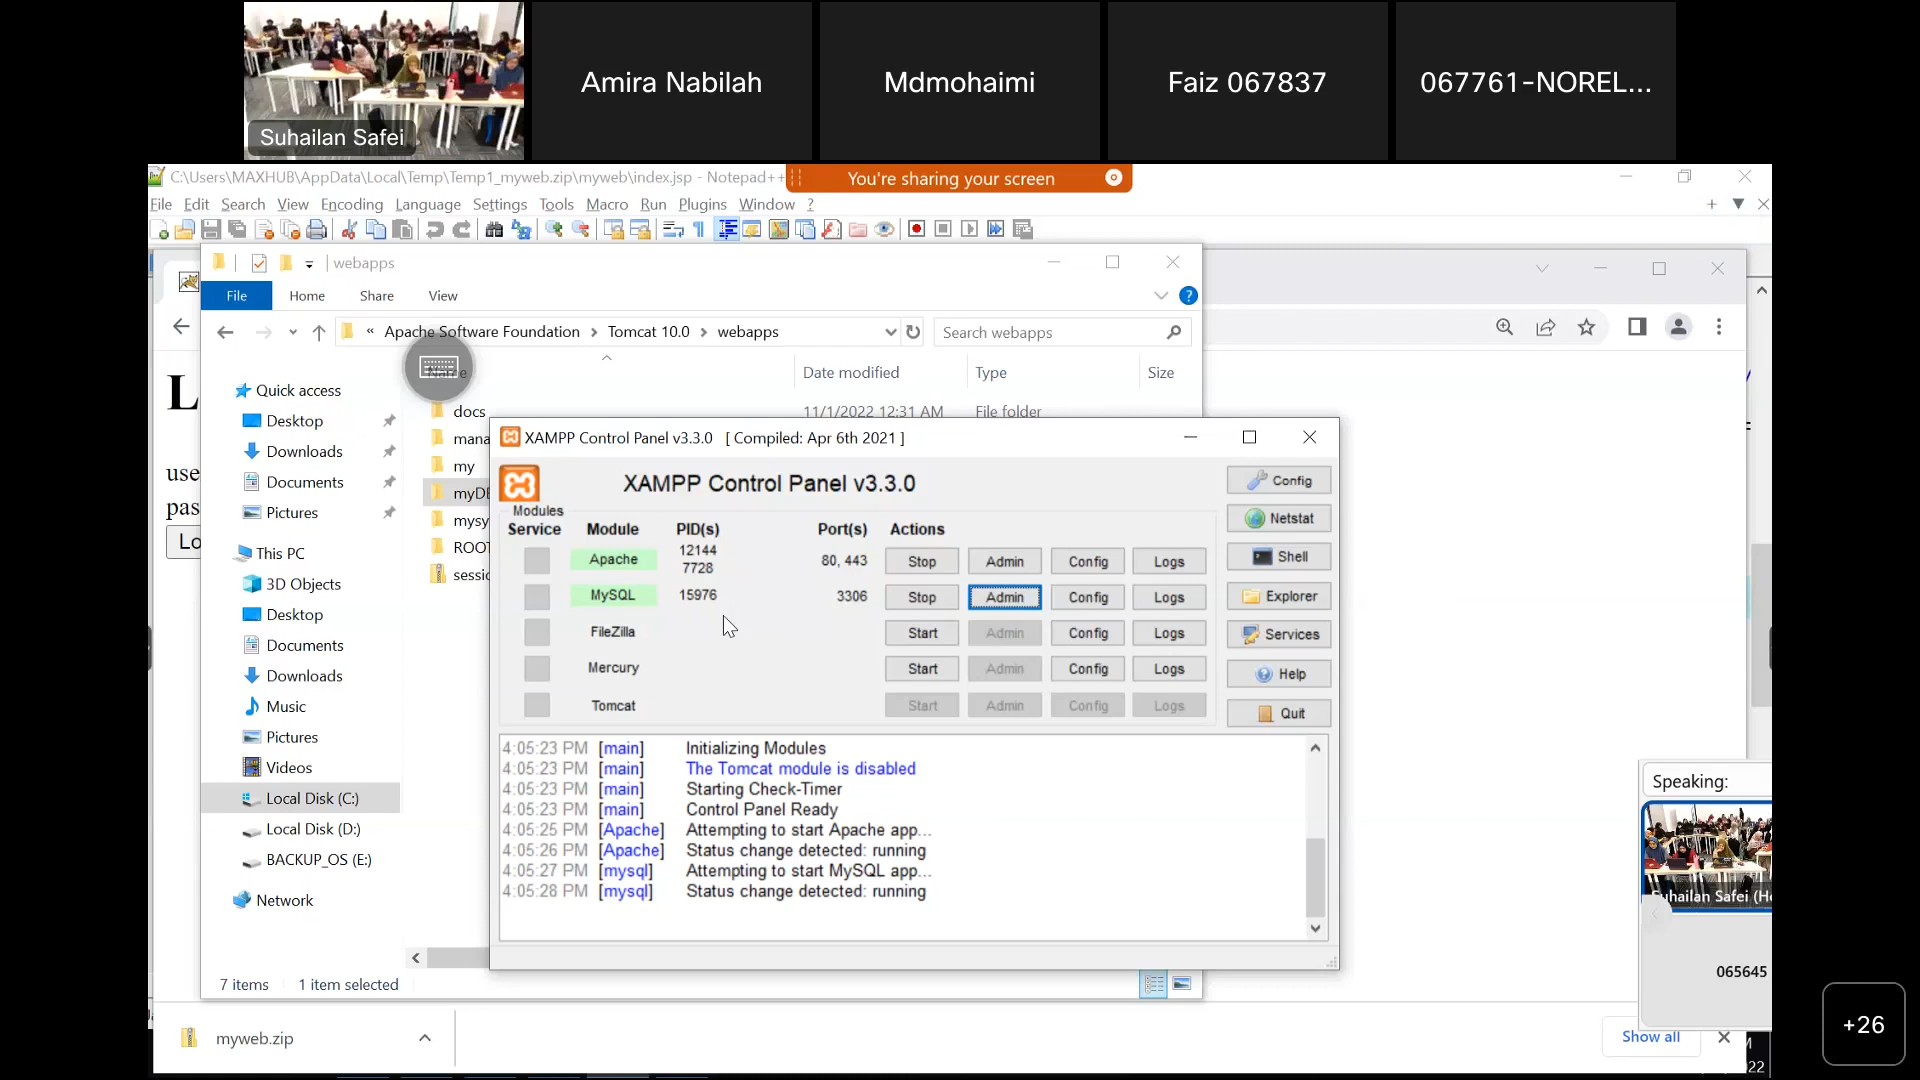 Suhailan Safei
Amira Nabilah
Mdmohaimi
Faiz 067837
067761-NOREL...
C:\Users\MAXHUB\AppData\Local\Temp\Temp1_myweb.zip\myweb\index.jsp - Notepad++
You're sharing your screen
File Edit Search View Encoding Language Settings Tools Macro Run Plugins Window ?
webapps
File Home Share View
« Apache Software Foundation > Tomcat 10.0 > webapps
Search webapps
Date modified Type Size
Quick access
Desktop
Downloads
Documents
Pictures
This PC
3D Objects
Desktop
Documents
Downloads
Music
Pictures
Videos
Local Disk (C:)
Local Disk (D:)
BACKUP_OS (E:)
Network
docs 11/1/2022 12:31 AM File folder
mana
my
myDB
mysy
ROOT
sessio
L
use
pas
Lo
XAMPP Control Panel v3.3.0 [ Compiled: Apr 6th 2021 ]
XAMPP Control Panel v3.3.0
Modules
Service Module PID(s) Port(s) Actions
Apache 12144 7728 80, 443 Stop Admin Config Logs
MySQL 15976 3306 Stop Admin Config Logs
FileZilla Start Admin Config Logs
Mercury Start Admin Config Logs
Tomcat Start Admin Config Logs
Config
Netstat
Shell
Explorer
Services
Help
Quit
4:05:23 PM [main] Initializing Modules
4:05:23 PM [main] The Tomcat module is disabled
4:05:23 PM [main] Starting Check-Timer
4:05:23 PM [main] Control Panel Ready
4:05:25 PM [Apache] Attempting to start Apache app...
4:05:26 PM [Apache] Status change detected: running
4:05:27 PM [mysql] Attempting to start MySQL app...
4:05:28 PM [mysql] Status change detected: running
7 items 1 item selected
Speaking:
Suhailan Safei (Ho
065645
myweb.zip
Show all
+26